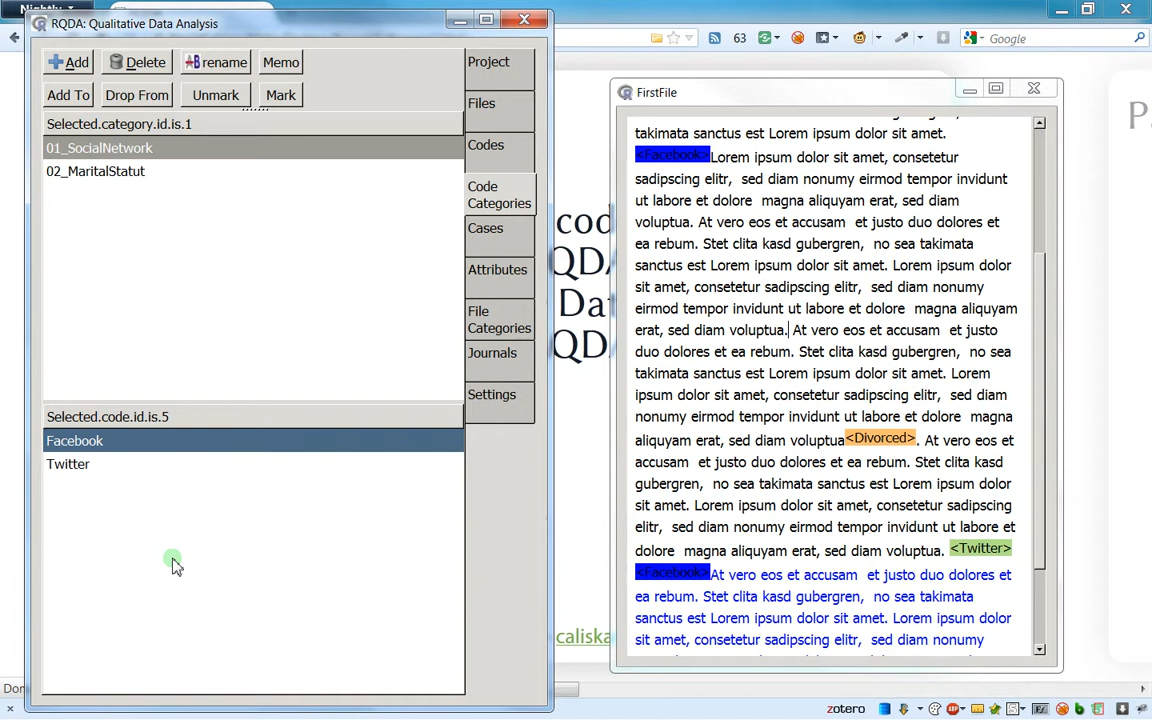 Nightly
RQDA: Qualitative Data Analysis
Add
Delete
rename
Memo
Add To
Drop From
Unmark
Mark
Selected.category.id.is.1
01_SocialNetwork
02_MaritalStatut
Selected.code.id.is.5
Facebook
Twitter
Project
Files
Codes
Code
Categories
Cases
Attributes
File
Categories
Journals
Settings
63
Google
FirstFile
takimata sanctus est Lorem ipsum dolor sit amet.
<Facebook>Lorem ipsum dolor sit amet, consetetur
sadipscing elitr, sed diam nonumy eirmod tempor invidunt
ut labore et dolore magna aliquyam erat, sed diam
voluptua. At vero eos et accusam et justo duo dolores et
ea rebum. Stet clita kasd gubergren, no sea takimata
sanctus est Lorem ipsum dolor sit amet. Lorem ipsum dolor
sit amet, consetetur sadipscing elitr, sed diam nonumy
eirmod tempor invidunt ut labore et dolore magna aliquyam
erat, sed diam voluptua. At vero eos et accusam et justo
duo dolores et ea rebum. Stet clita kasd gubergren, no sea
takimata sanctus est Lorem ipsum dolor sit amet. Lorem
ipsum dolor sit amet, consetetur sadipscing elitr, sed diam
nonumy eirmod tempor invidunt ut labore et dolore magna
aliquyam erat, sed diam voluptua<Divorced>. At vero eos et
accusam et justo duo dolores et ea rebum. Stet clita kasd
gubergren, no sea takimata sanctus est Lorem ipsum dolor
sit amet. Lorem ipsum dolor sit amet, consetetur sadipscing
elitr, sed diam nonumy eirmod tempor invidunt ut labore et
dolore magna aliquyam erat, sed diam voluptua. <Twitter>
<Facebook>At vero eos et accusam et justo duo dolores et
ea rebum. Stet clita kasd gubergren, no sea takimata
sanctus est Lorem ipsum dolor sit amet. Lorem ipsum dolor
sit amet, consetetur sadipscing elitr, sed diam nonumy
cod
QDA
Dat
QDA
caliska
P
Don
zotero